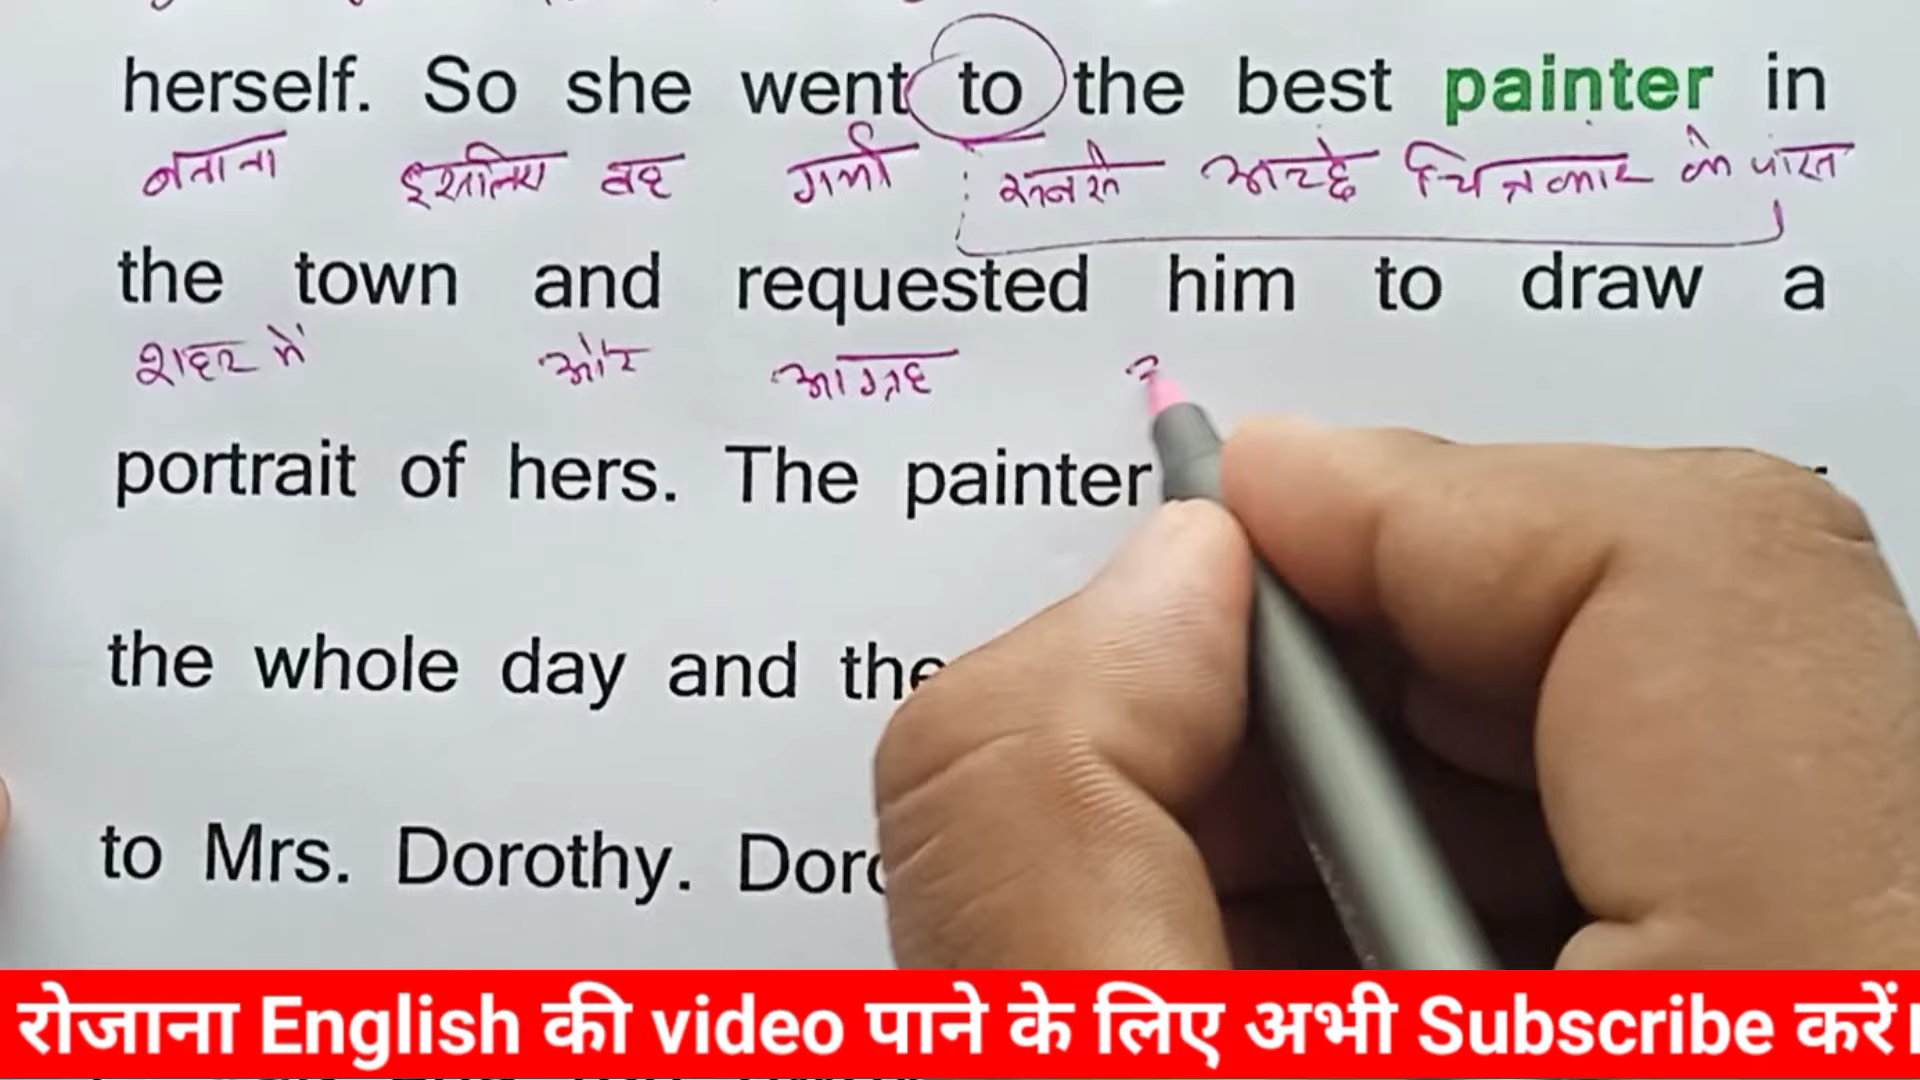 herself. So she went to the best painter in
बताना इसलिए वह गयी सबसे अच्छे चित्रकार के पास
the town and requested him to draw a
शहर में और आग्रह
portrait of hers. The painter
the whole day and the
to Mrs. Dorothy.
रोजाना English की video पाने के लिए अभी Subscribe करें।